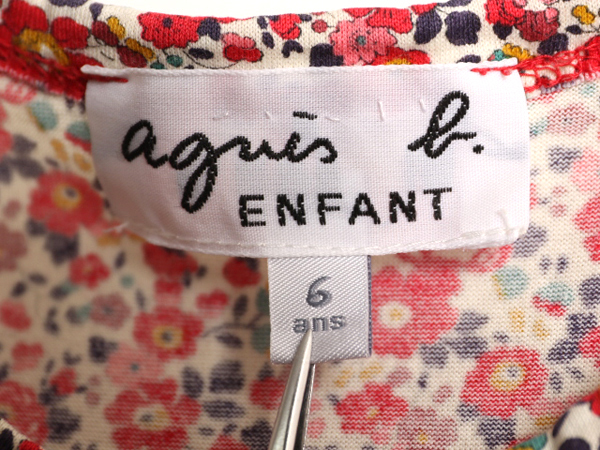 agnès b.
ENFANT
6
ans